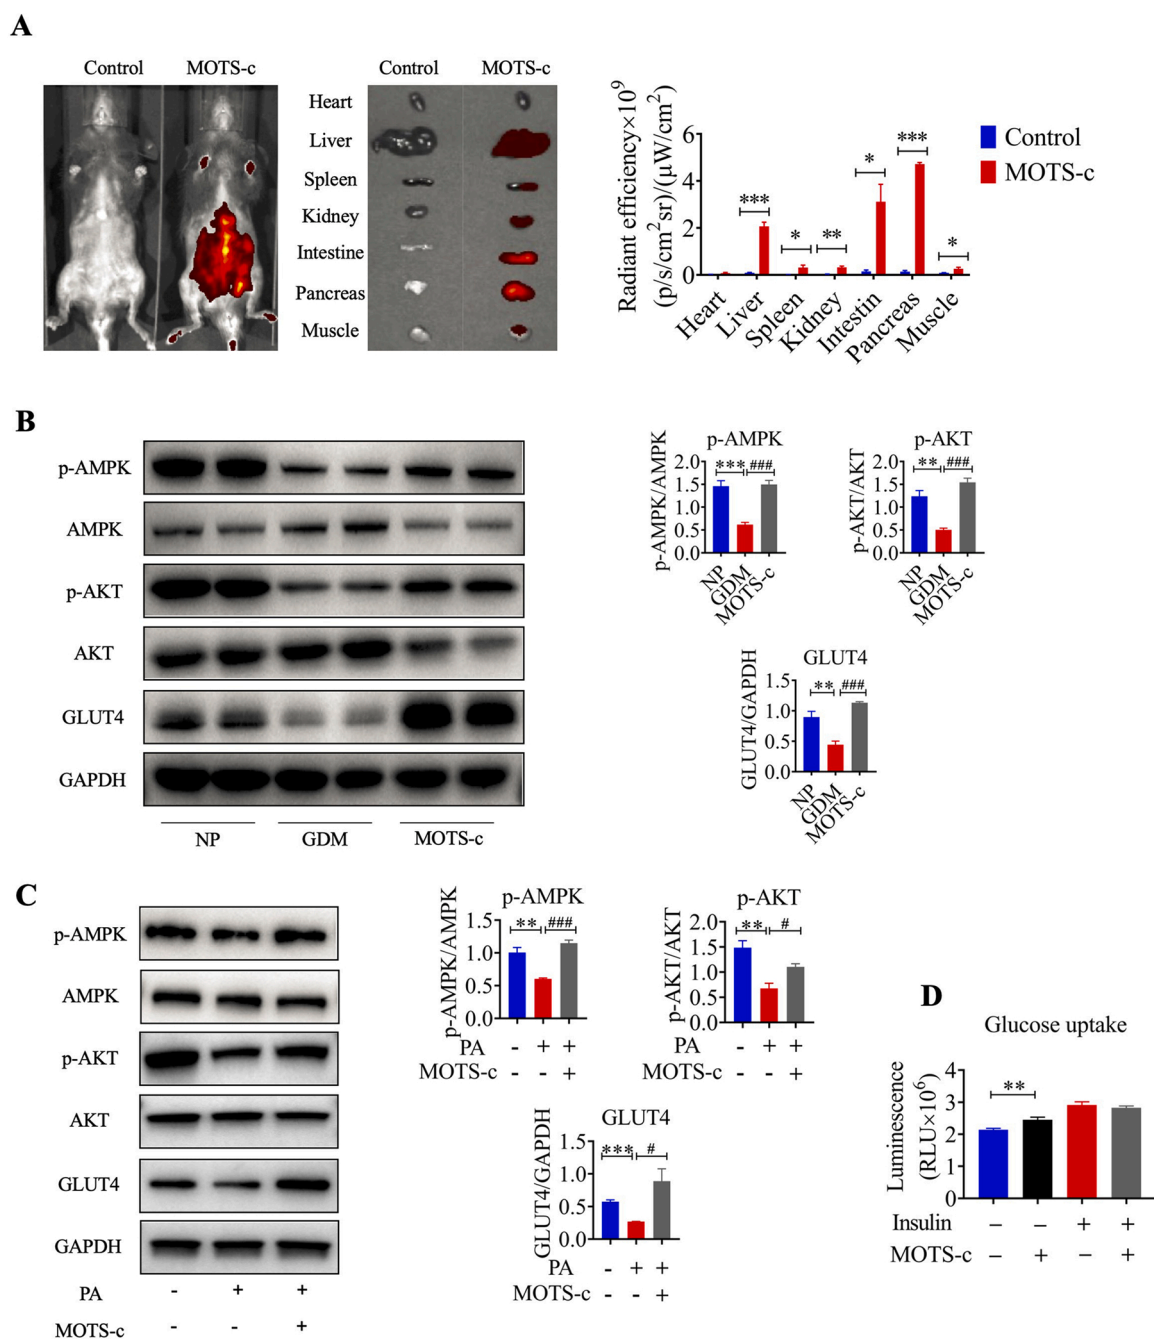 A
Control MOTS-c
Control MOTS-c
Heart
Liver
Spleen
Kidney
Intestine
Pancreas
Muscle
Radiant efficiency×10⁹
(p/s/cm²sr)/(μW/cm²)
6
4
2
0
*** * ** * *** *
Heart Liver Spleen Kidney Intestin Pancreas Muscle
Control
MOTS-c
B
p-AMPK
AMPK
p-AKT
AKT
GLUT4
GAPDH
NP GDM MOTS-c
p-AMPK
p-AMPK/AMPK
2.0
1.5
1.0
0.5
0.0
*** ###
NP GDM MOTS-c
p-AKT
p-AKT/AKT
2.0
1.5
1.0
0.5
0.0
** ###
NP GDM MOTS-c
GLUT4
GLUT4/GAPDH
1.5
1.0
0.5
0.0
** ###
NP GDM MOTS-c
C
p-AMPK
AMPK
p-AKT
AKT
GLUT4
GAPDH
PA - + +
MOTS-c - - +
p-AMPK
p-AMPK/AMPK
1.5
1.0
0.5
0.0
** ###
PA - + +
MOTS-c - - +
p-AKT
p-AKT/AKT
2.0
1.5
1.0
0.5
0.0
** #
PA - + +
MOTS-c - - +
GLUT4
GLUT4/GAPDH
1.5
1.0
0.5
0.0
*** #
PA - + +
MOTS-c - - +
D
Glucose uptake
Luminescence
(RLU×10⁶)
4
3
2
1
0
**
Insulin − − + +
MOTS-c − + − +